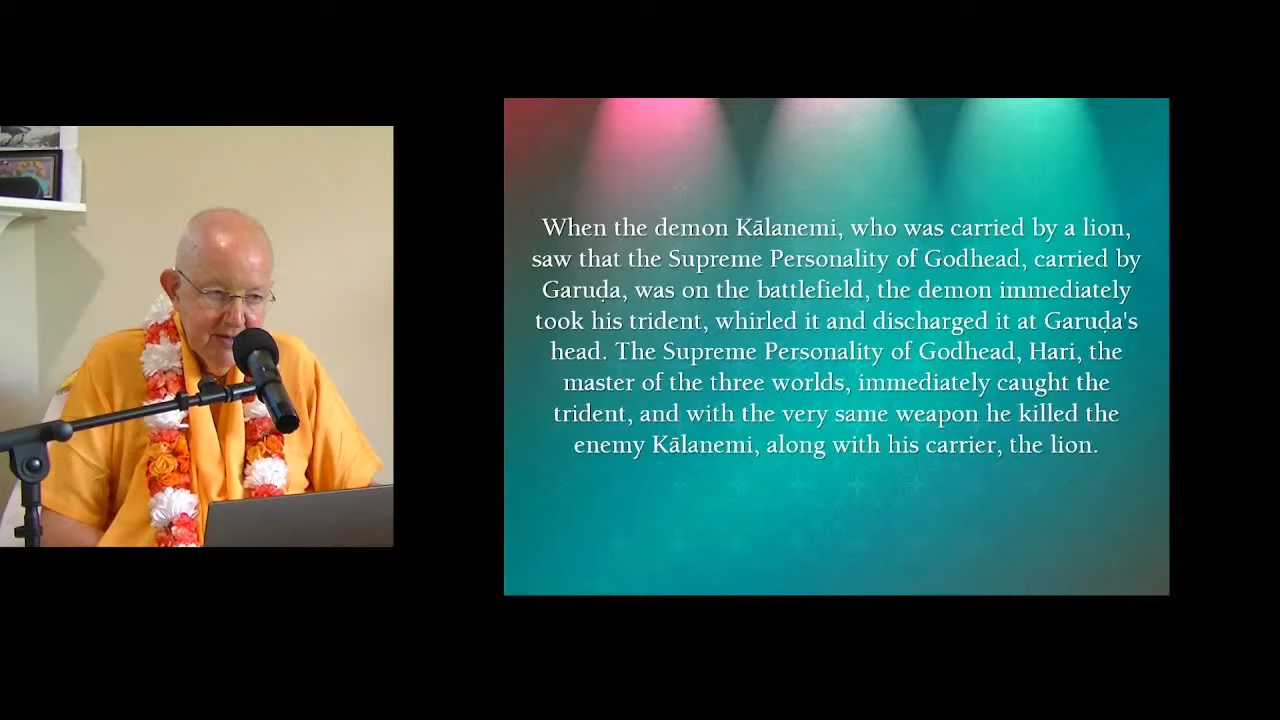 When the demon Kālanemi, who was carried by a lion,
saw that the Supreme Personality of Godhead, carried by
Garuḍa, was on the battlefield, the demon immediately
took his trident, whirled it and discharged it at Garuḍa's
head. The Supreme Personality of Godhead, Hari, the
master of the three worlds, immediately caught the
trident, and with the very same weapon he killed the
enemy Kālanemi, along with his carrier, the lion.